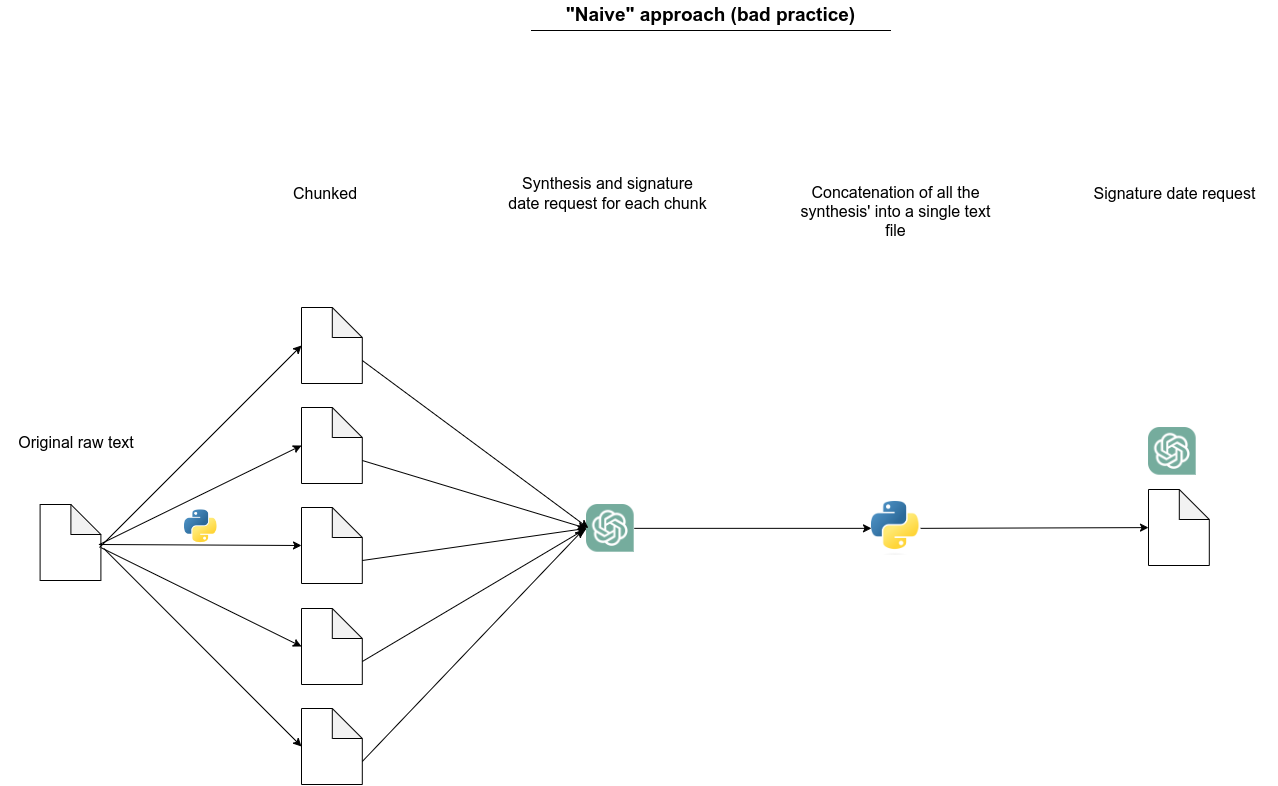 "Naive" approach (bad practice)
Chunked
Synthesis and signature
date request for each chunk
Concatenation of all the
synthesis' into a single text
file
Signature date request
Original raw text